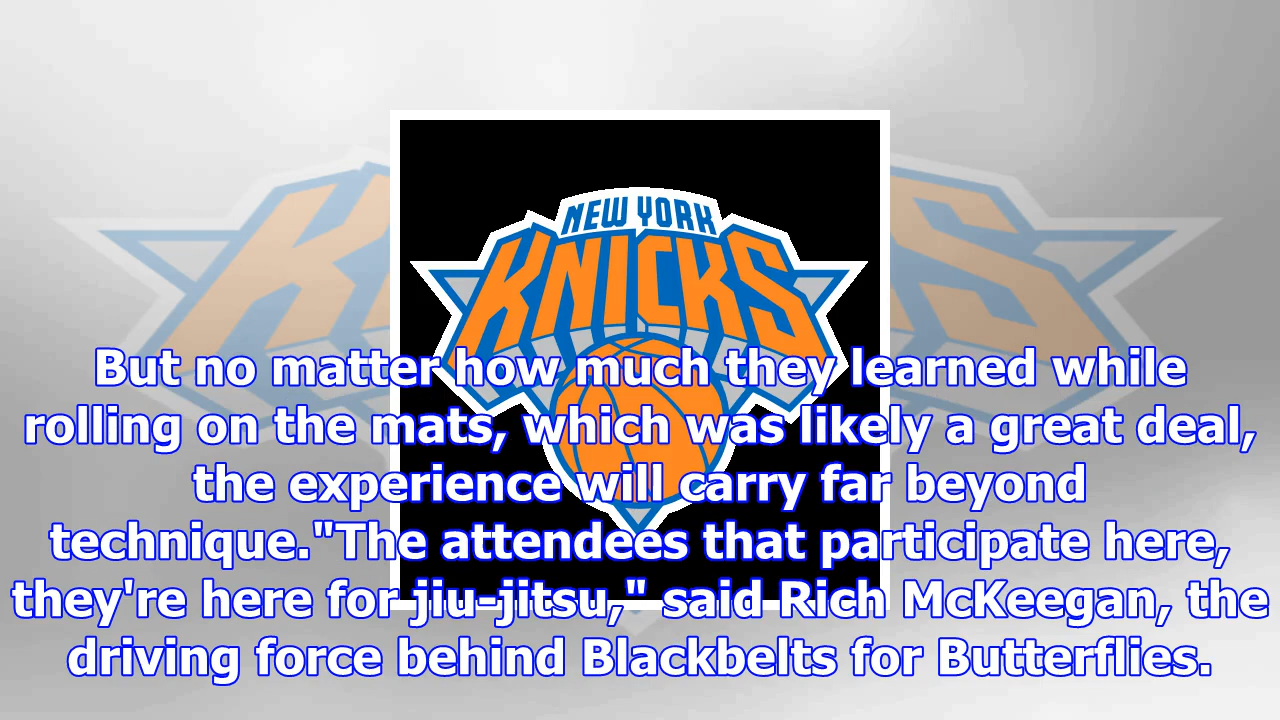 NEW YORK
KNICKS
But no matter how much they learned while
rolling on the mats, which was likely a great deal,
the experience will carry far beyond
technique."The attendees that participate here,
they're here for jiu-jitsu," said Rich McKeegan, the
driving force behind Blackbelts for Butterflies.